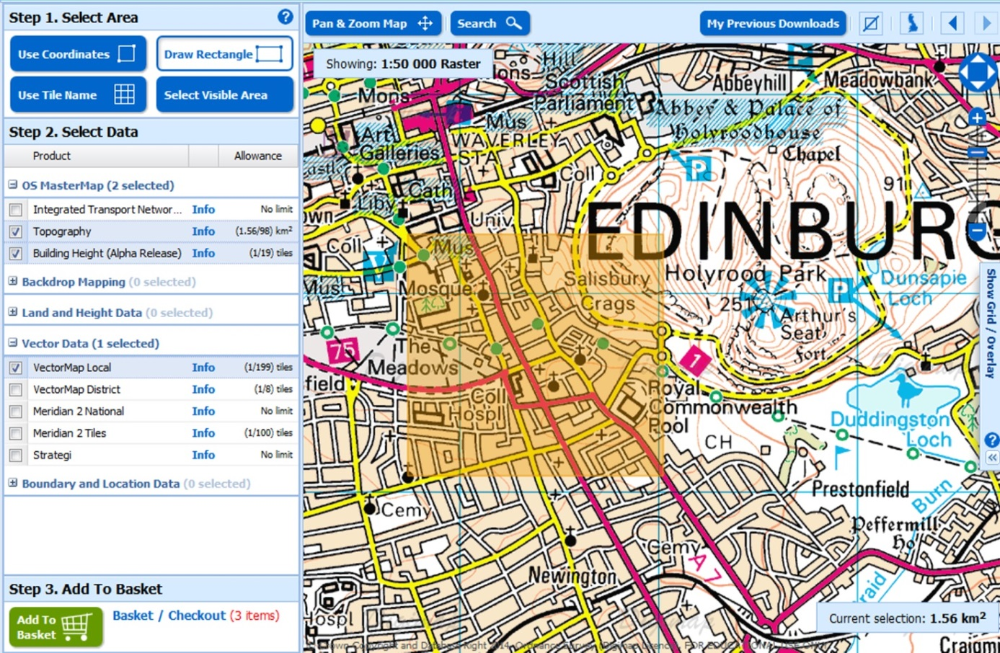 Step 1. Select Area
?
Use Coordinates
Draw Rectangle
Use Tile Name
Select Visible Area
Step 2. Select Data
Product
Allowance
OS MasterMap (2 selected)
Integrated Transport Networ... Info No limit
Topography Info (1.56/98) km²
Building Height (Alpha Release) Info (1/19) tiles
Backdrop Mapping (0 selected)
Land and Height Data (0 selected)
Vector Data (1 selected)
VectorMap Local Info (1/199) tiles
VectorMap District Info (1/8) tiles
Meridian 2 National Info No limit
Meridian 2 Tiles Info (1/100) tiles
Strategi Info No limit
Boundary and Location Data (0 selected)
Step 3. Add To Basket
Add To
Basket
Basket / Checkout (3 items)
Pan & Zoom Map
Search
My Previous Downloads
Showing: 1:50 000 Raster
Hill
Scottish
Parliament
Abbeyhill
Meadowbank
Mons
Abbey & Palace of
Holyroodhouse
Mus
Art
Galleries
WAVERLEY
STA
Chapel
P
Coll
91
Cath
Liby
Univ
EDINBURG
Coll
Mus
Salisbury
Crags
Holyrood Park
P
Dunsapie
Loch
Mus
Mosque
251
Arthur's
Seat
Fort
Show Grid / Overlay
75
The
Meadows
1
field
Coll
Hospl
Royal
Commonwealth
Pool
Duddingston
Loch
CH
?
Prestonfield
Burn
Cemy
Peffermill
Ho
Cemy
A 7
Newington
raid
Hospl
Current selection: 1.56 km²
Crown Copyright and Database Right 2014. Ordnance Survey (Digimap Licence). FOR EDUCATIONAL USE ONLY